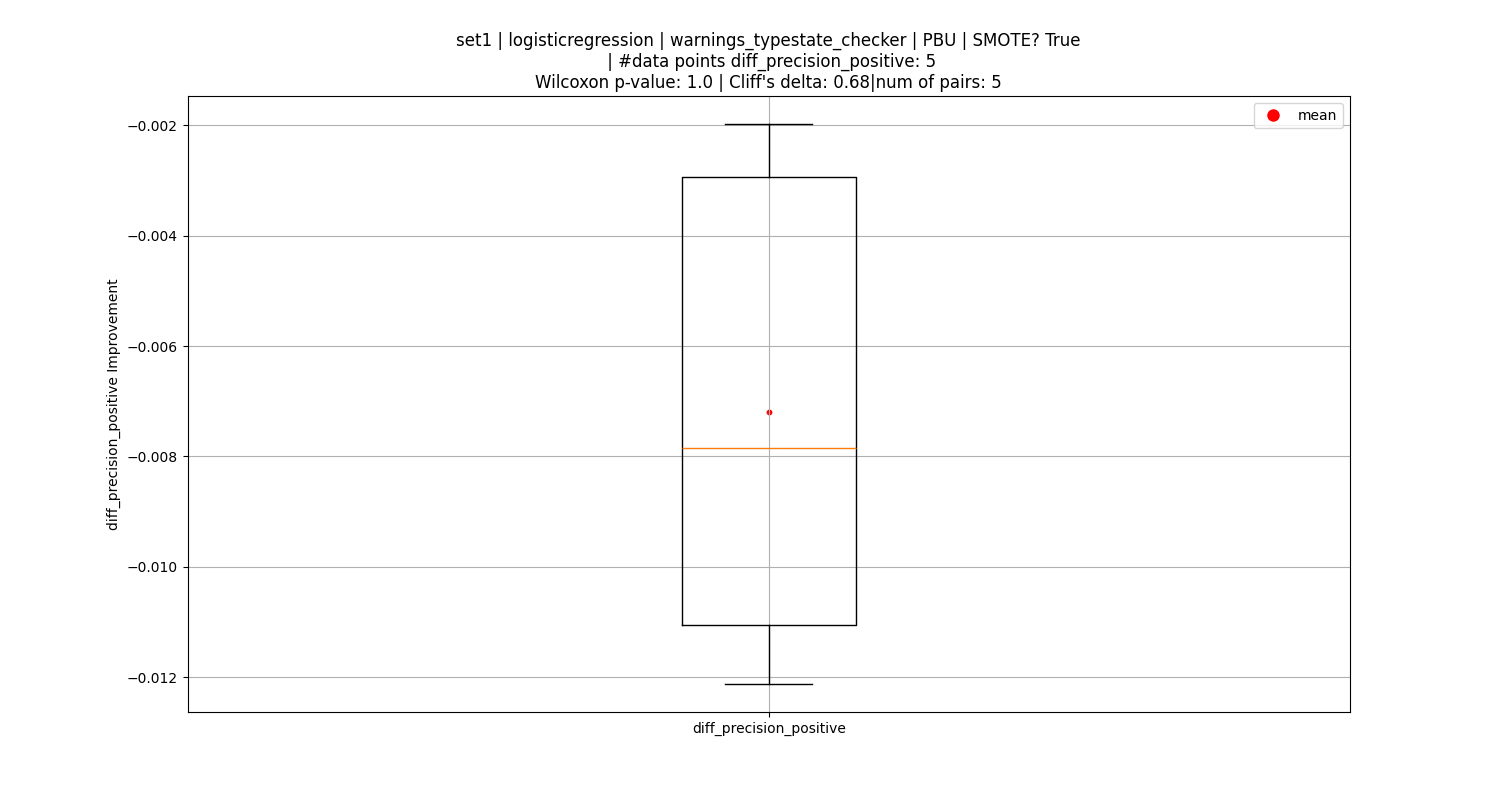 set1 | logisticregression | warnings_typestate_checker | PBU | SMOTE? True
| #data points diff_precision_positive: 5
Wilcoxon p-value: 1.0 | Cliff's delta: 0.68|num of pairs: 5
mean
−0.002
−0.004
−0.006
−0.008
−0.010
−0.012
diff_precision_positive Improvement
diff_precision_positive